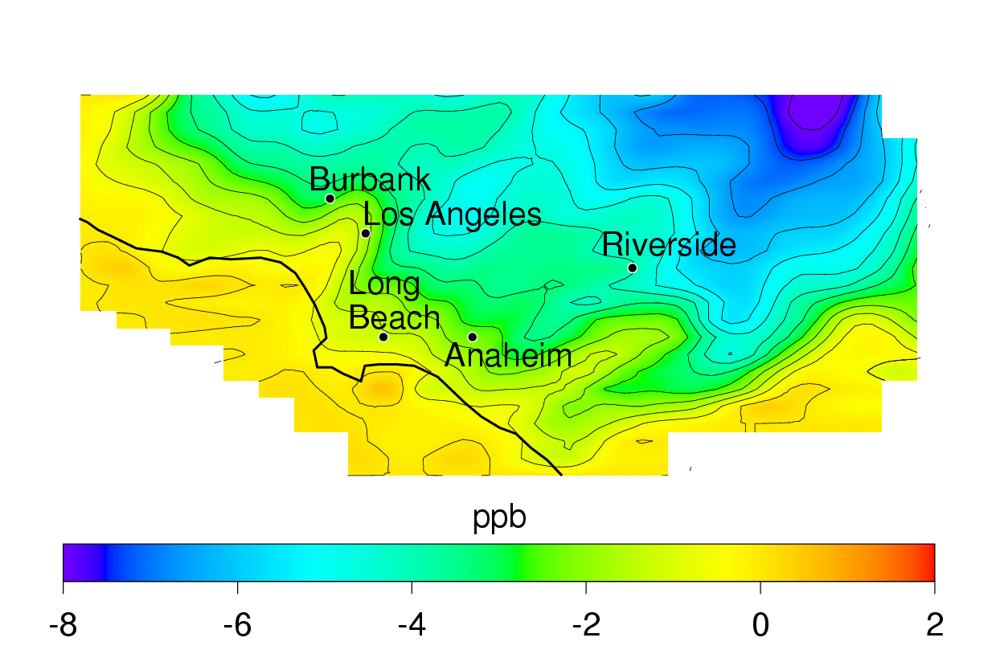 Burbank
Los Angeles
Riverside
Long
Beach
Anaheim
ppb
-8 -6 -4 -2 0 2